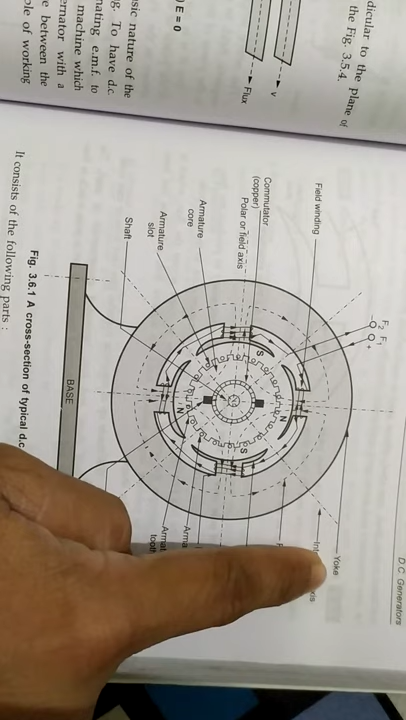 dicular to the plane of
the Fig. 3.5.4.
v
Flux
E = 0
sic nature of the
g. To have d.c.
nating e.m.f. to
machine which
ernator with a
e between the
ple of working
D.C. Generators
F2 F1
+
Field winding
Commutator
(copper)
Polar or field axis
Armature
core
Armature
slot
Shaft
Yoke
S
N
S
N
BASE
Fig. 3.6.1 A cross-section of typical d.c.
It consists of the following parts :